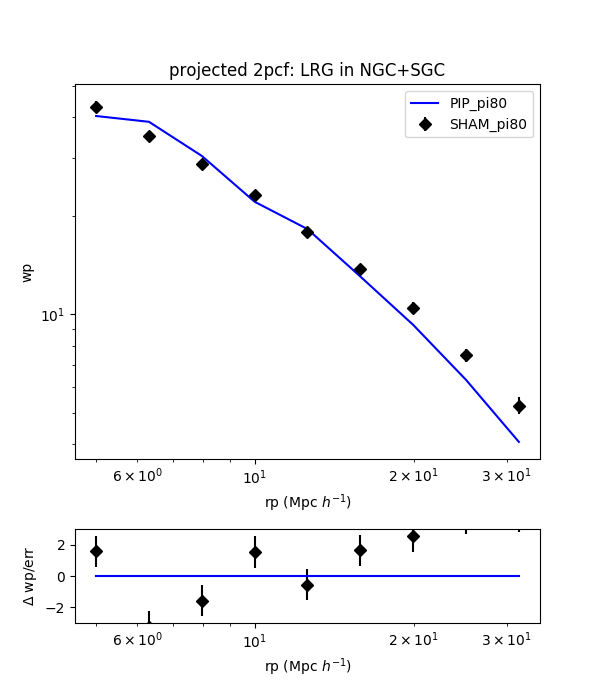 projected 2pcf: LRG in NGC+SGC
PIP_pi80
SHAM_pi80
wp
10¹
6 × 10⁰
10¹
2 × 10¹
3 × 10¹
rp (Mpc h⁻¹)
Δ wp/err
2
0
−2
6 × 10⁰
10¹
2 × 10¹
3 × 10¹
rp (Mpc h⁻¹)